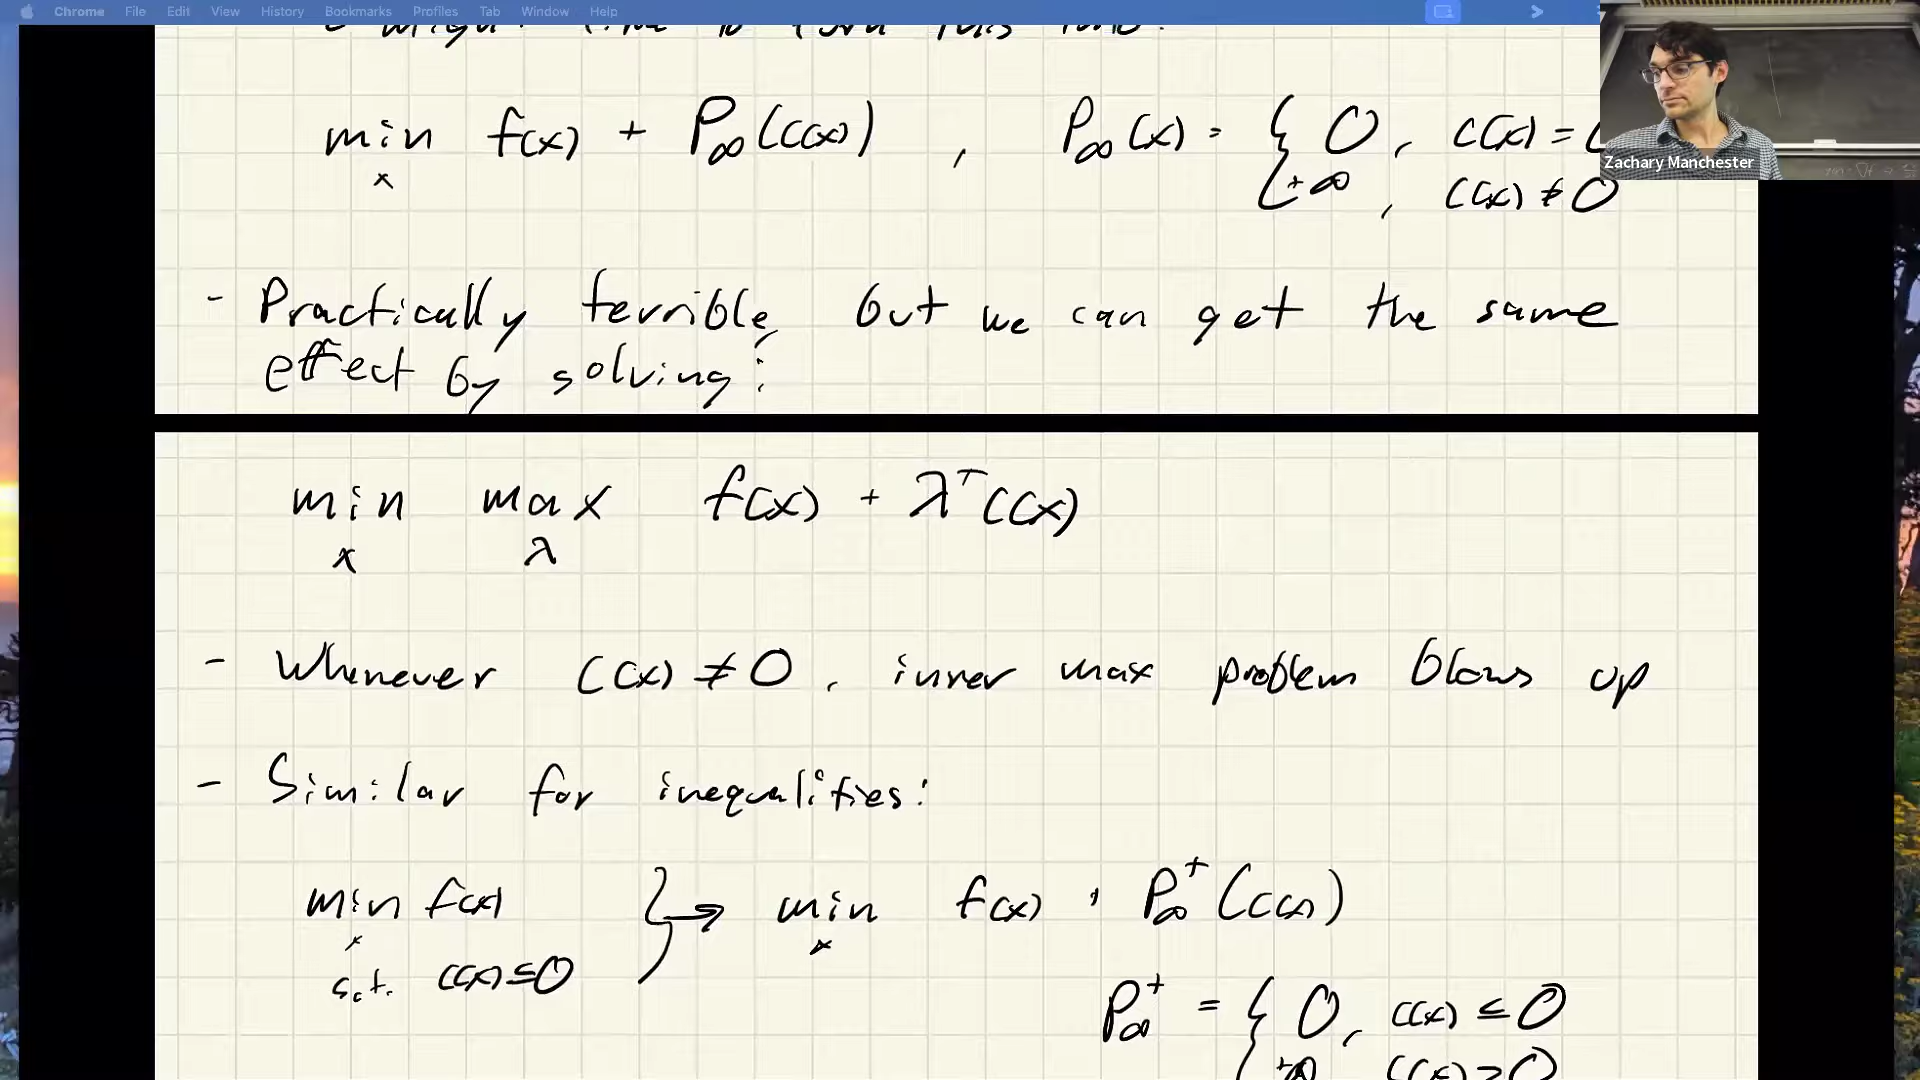 Chrome File Edit View History Bookmarks Profiles Tab Window Help
min f(x) + P∞(c(x)) , P∞(x) = { 0, c(x) =
x
+∞, c(x) ≠ 0
Zachary Manchester
- Practically terrible, but we can get the same
effect by solving:
min max f(x) + λᵀc(x)
x λ
- Whenever c(x) ≠ 0, inner max problem blows up
- Similar for inequalities:
min f(x) } → min f(x) + P∞⁺(c(x))
x x
s.t. c(x) ≤ 0
P∞⁺ = { 0, c(x) ≤ 0
+∞, c(x) > 0